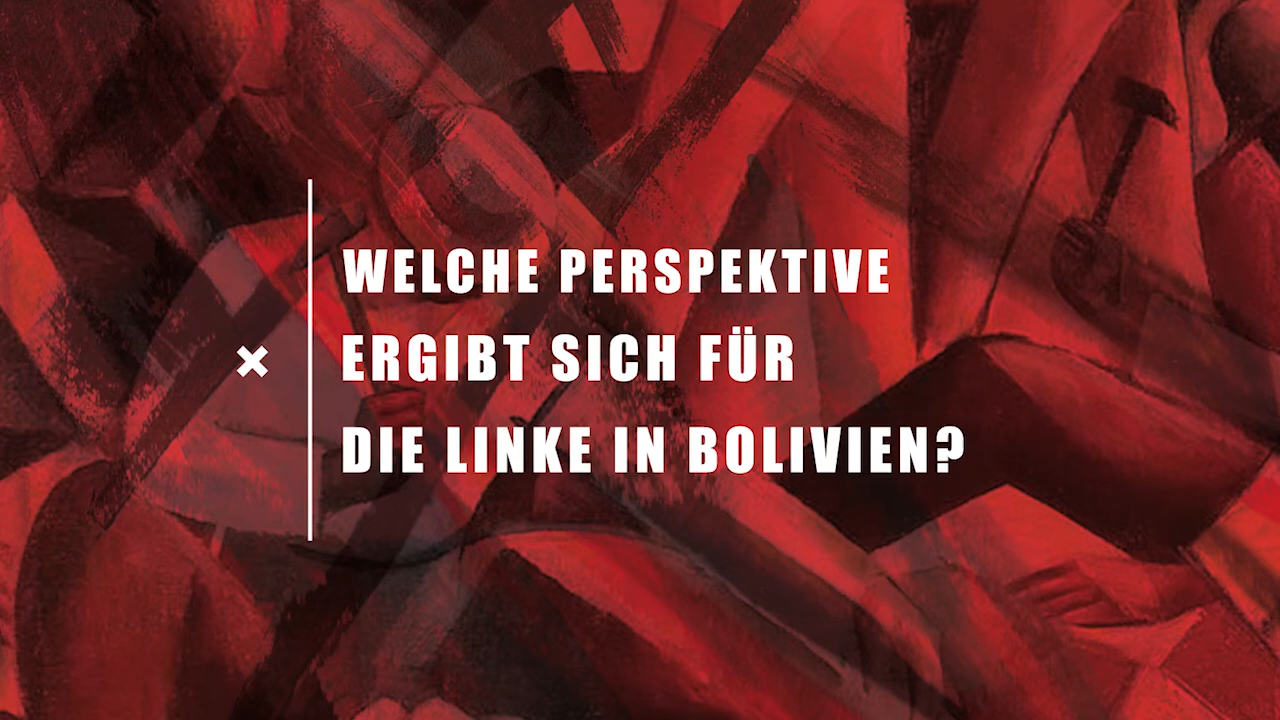 WELCHE PERSPEKTIVE
ERGIBT SICH FÜR
DIE LINKE IN BOLIVIEN?